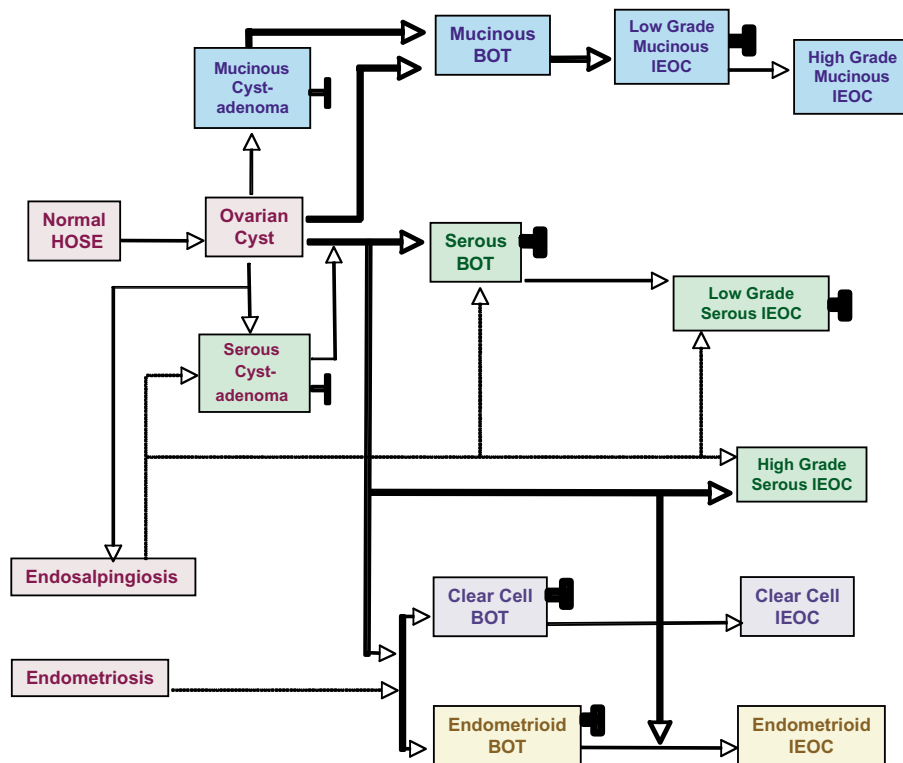 Mucinous
Cyst-
adenoma
Mucinous
BOT
Low Grade
Mucinous
IEOC
High Grade
Mucinous
IEOC
Normal
HOSE
Ovarian
Cyst
Serous
BOT
Low Grade
Serous IEOC
Serous
Cyst-
adenoma
High Grade
Serous IEOC
Endosalpingiosis
Clear Cell
BOT
Clear Cell
IEOC
Endometriosis
Endometrioid
BOT
Endometrioid
IEOC